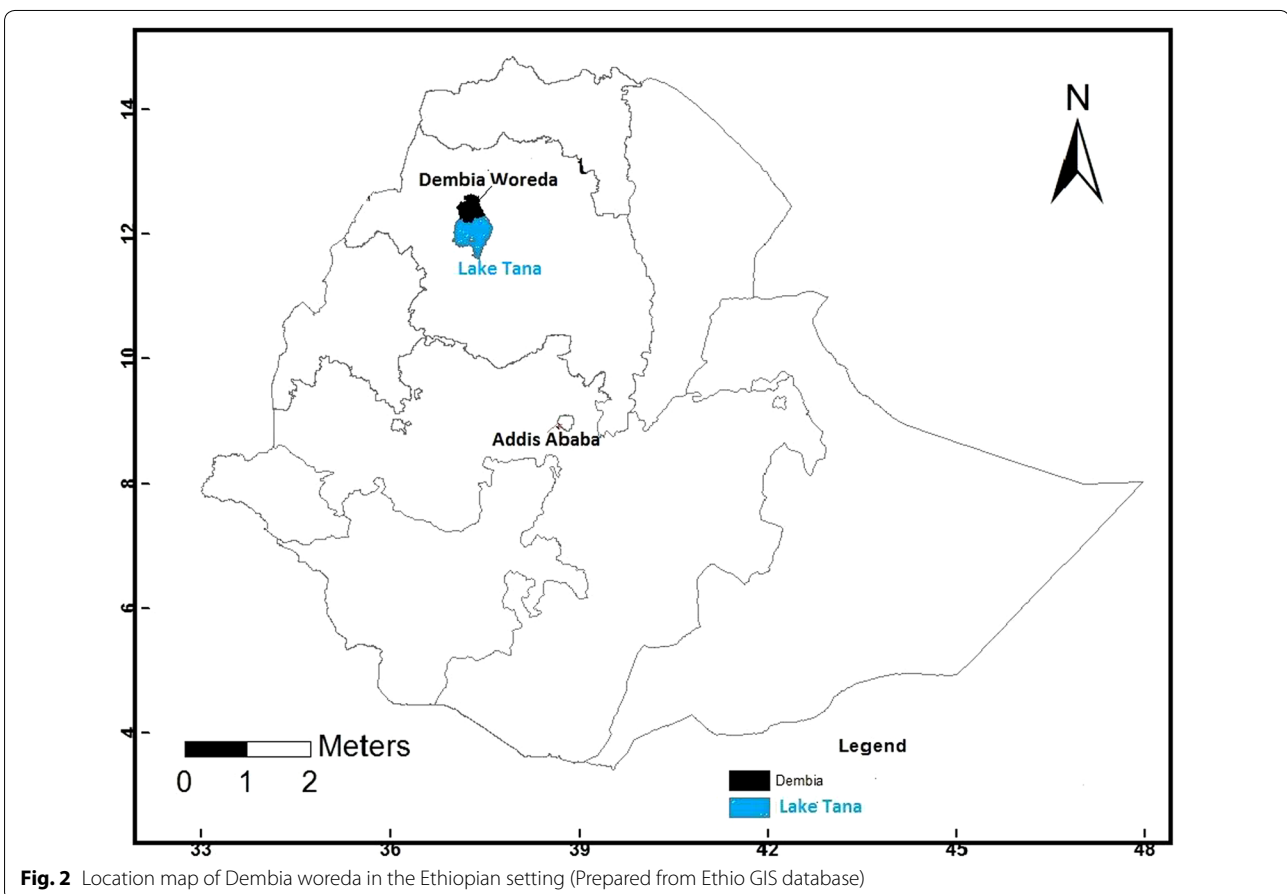 N
14
Dembia Woreda
12
Lake Tana
10
Addis Ababa
8
6
4
Meters
0 1 2
Legend
Dembia
Lake Tana
33 36 39 42 45 48
Fig. 2 Location map of Dembia woreda in the Ethiopian setting (Prepared from Ethio GIS database)